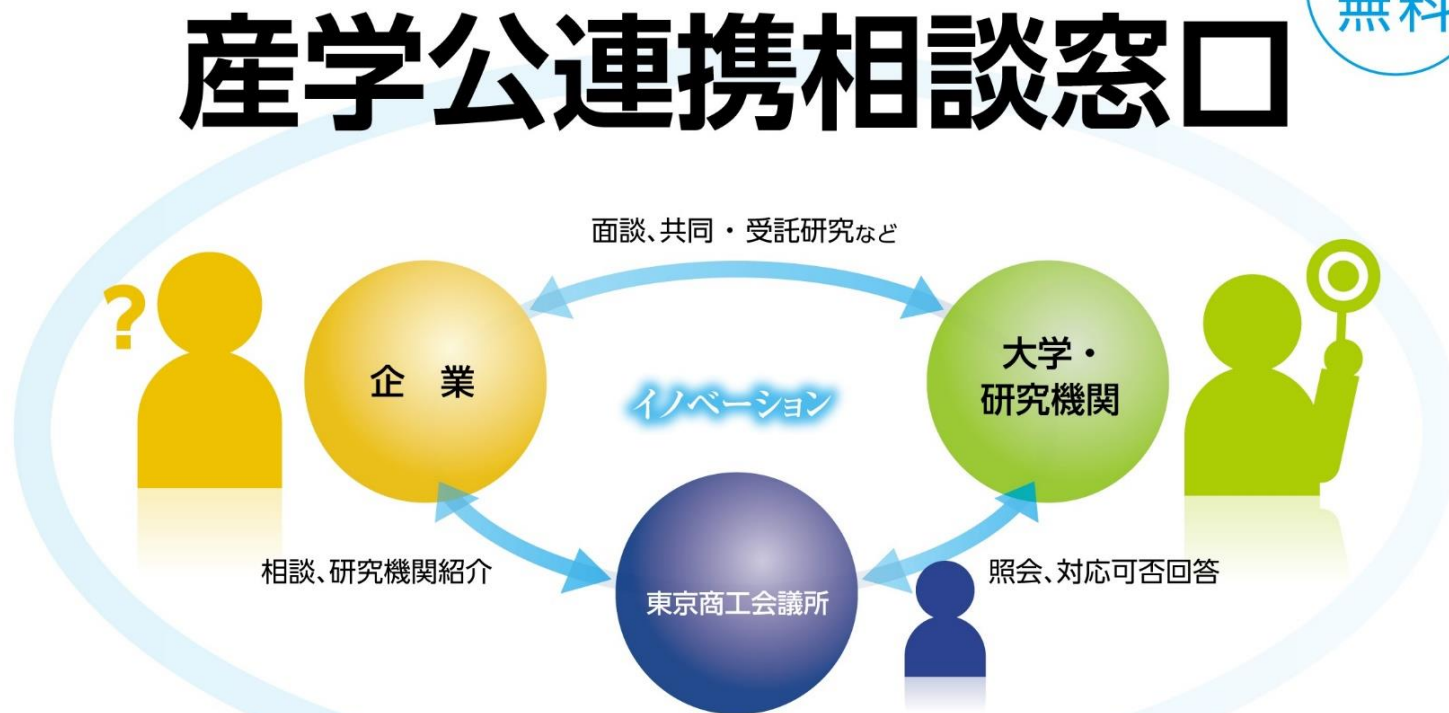 無料
産学公連携相談窓口
面談、共同・受託研究など
?
企　業
大学・
研究機関
イノベーション
相談、研究機関紹介
東京商工会議所
照会、対応可否回答